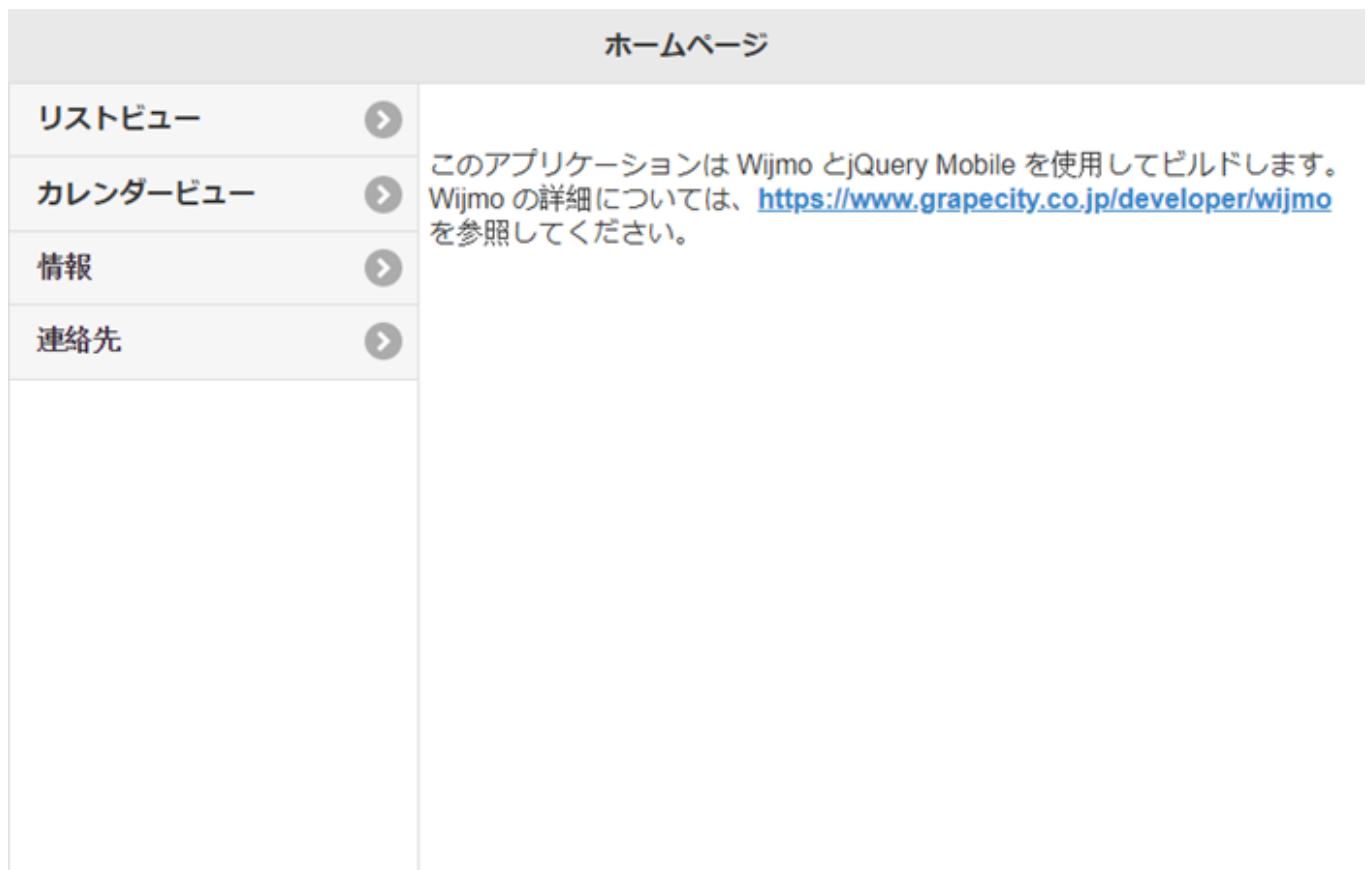 ホームページ
リストビュー
カレンダービュー
情報
連絡先
このアプリケーションは Wijmo とjQuery Mobile を使用してビルドします。
Wijmo の詳細については、https://www.grapecity.co.jp/developer/wijmo
を参照してください。